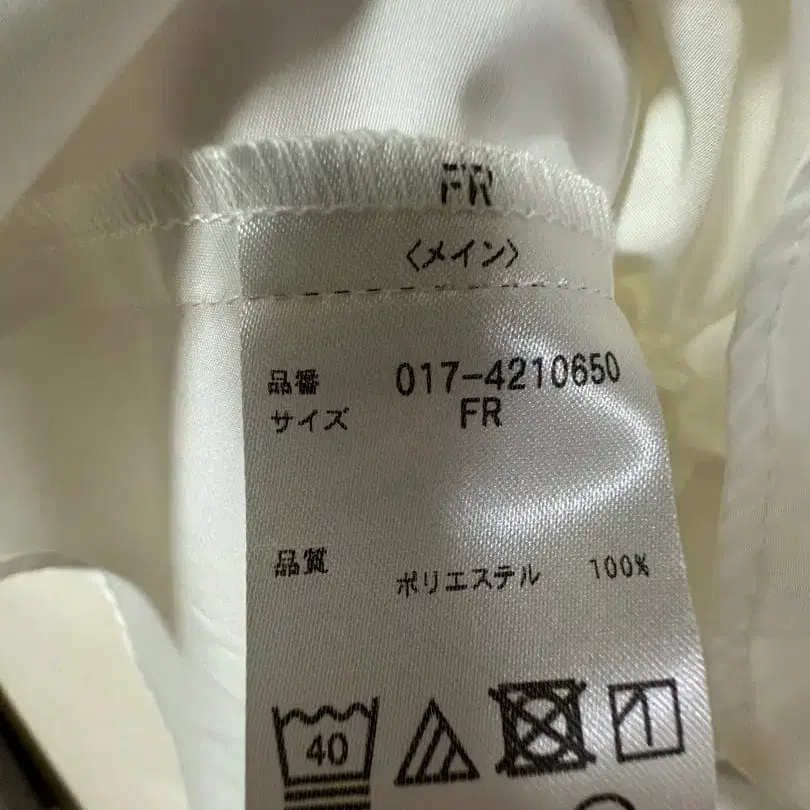 FR
〈メイン〉
品番 017-4210650
サイズ FR
品質 ポリエステル 100%
40